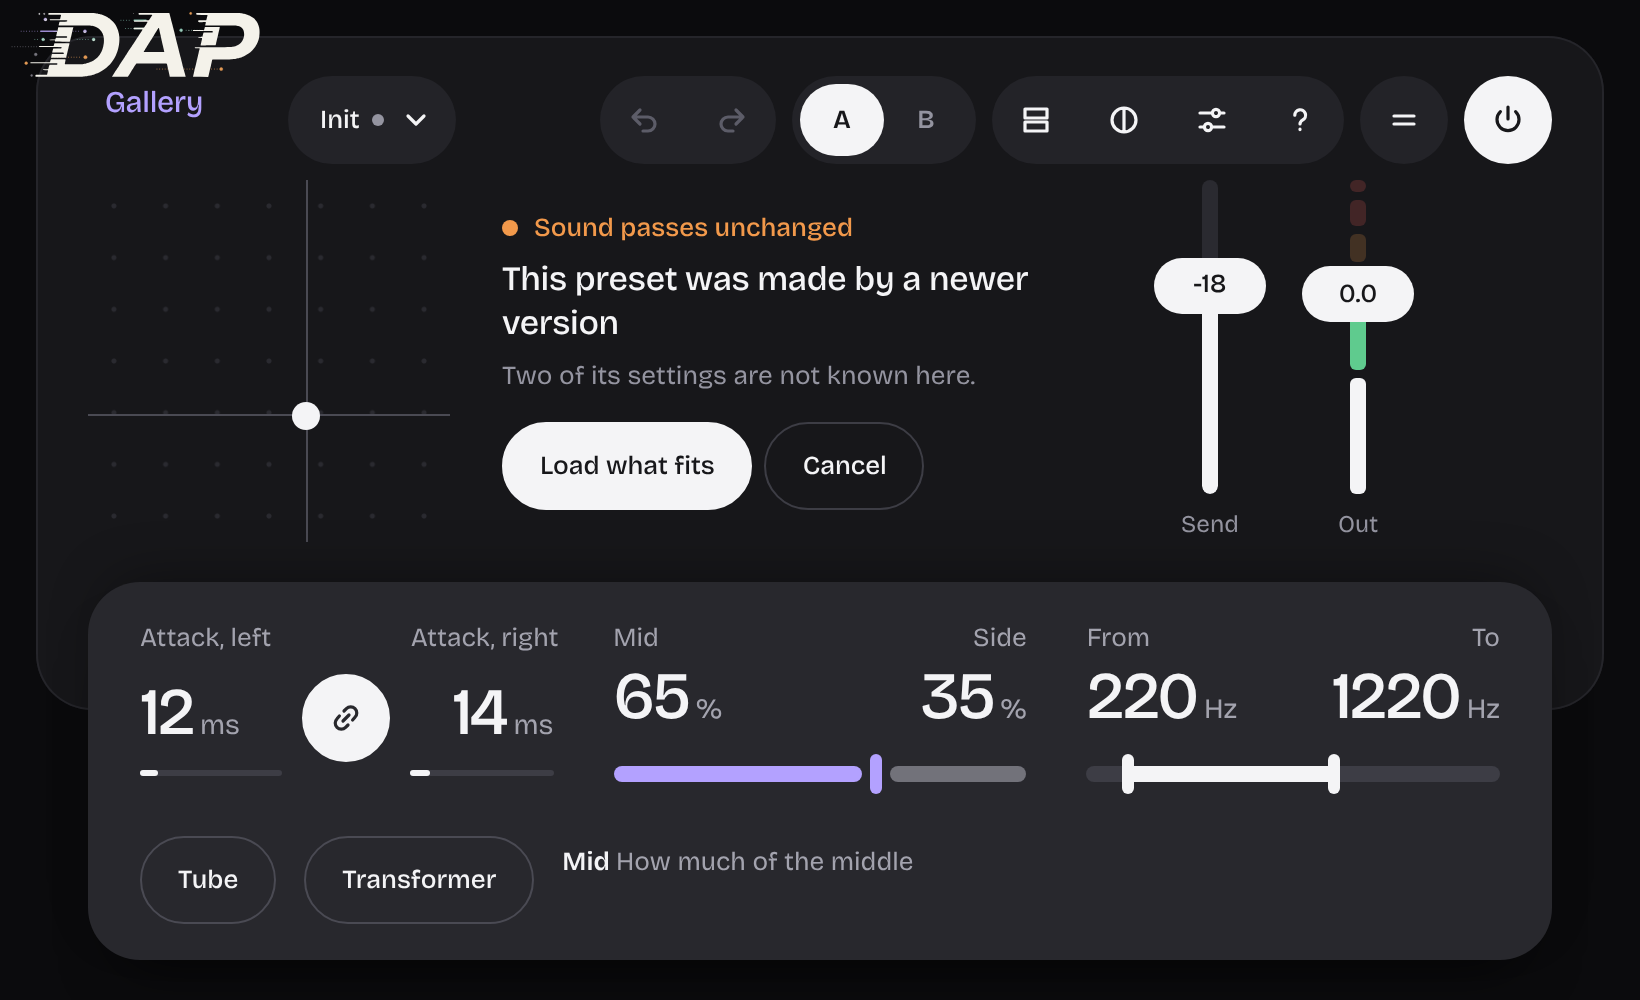 DAP
Gallery
Init
A B
?
Sound passes unchanged
This preset was made by a newer
version
Two of its settings are not known here.
Load what fits
Cancel
-18
0.0
Send
Out
Attack, left
Attack, right
Mid
Side
From
To
12 ms
14 ms
65 %
35 %
220 Hz
1220 Hz
Tube
Transformer
Mid How much of the middle